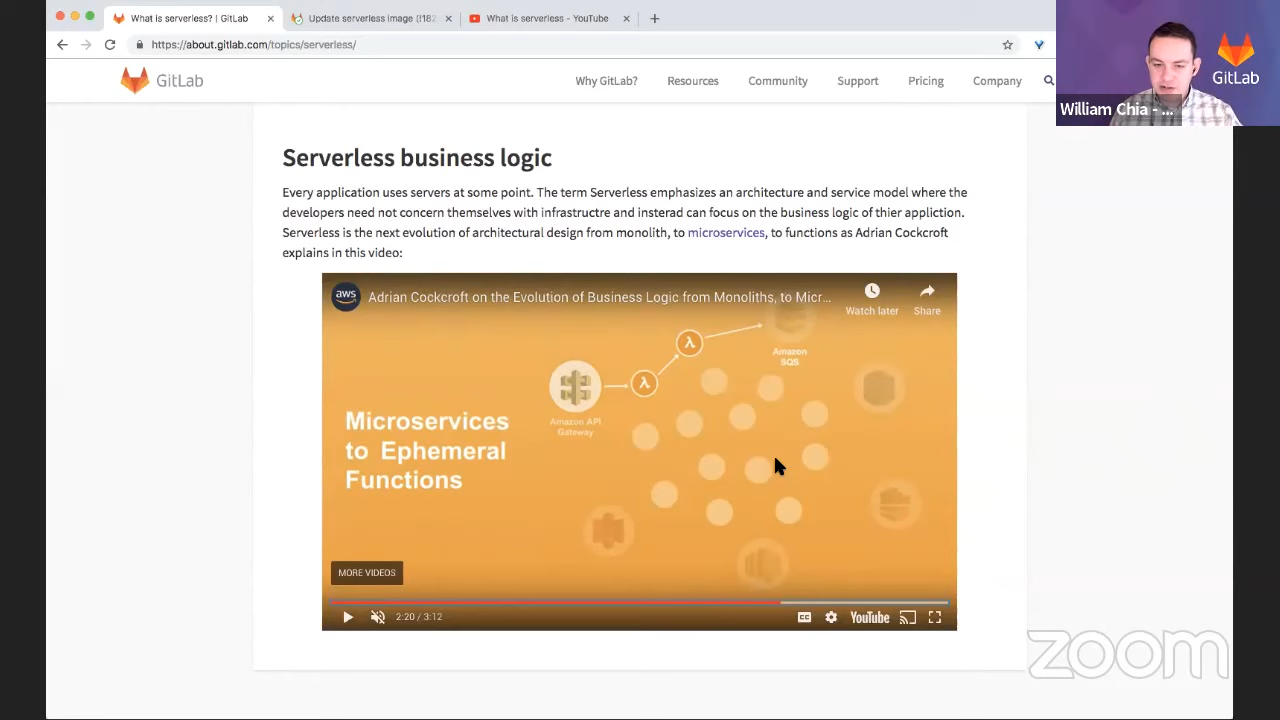 What is serverless? | GitLab
Update serverless image (!182
What is serverless - YouTube
https://about.gitlab.com/topics/serverless/
GitLab
Why GitLab?
Resources
Community
Support
Pricing
Company
GitLab
William Chia - ...
Serverless business logic
Every application uses servers at some point. The term Serverless emphasizes an architecture and service model where the
developers need not concern themselves with infrastructre and insterad can focus on the business logic of thier appliction.
Serverless is the next evolution of architectural design from monolith, to microservices, to functions as Adrian Cockcroft
explains in this video:
aws
Adrian Cockcroft on the Evolution of Business Logic from Monoliths, to Micr...
Watch later
Share
λ
λ
Amazon
SQS
Amazon API
Gateway
Microservices
to Ephemeral
Functions
MORE VIDEOS
2:20 / 3:12
CC
YouTube
zoom